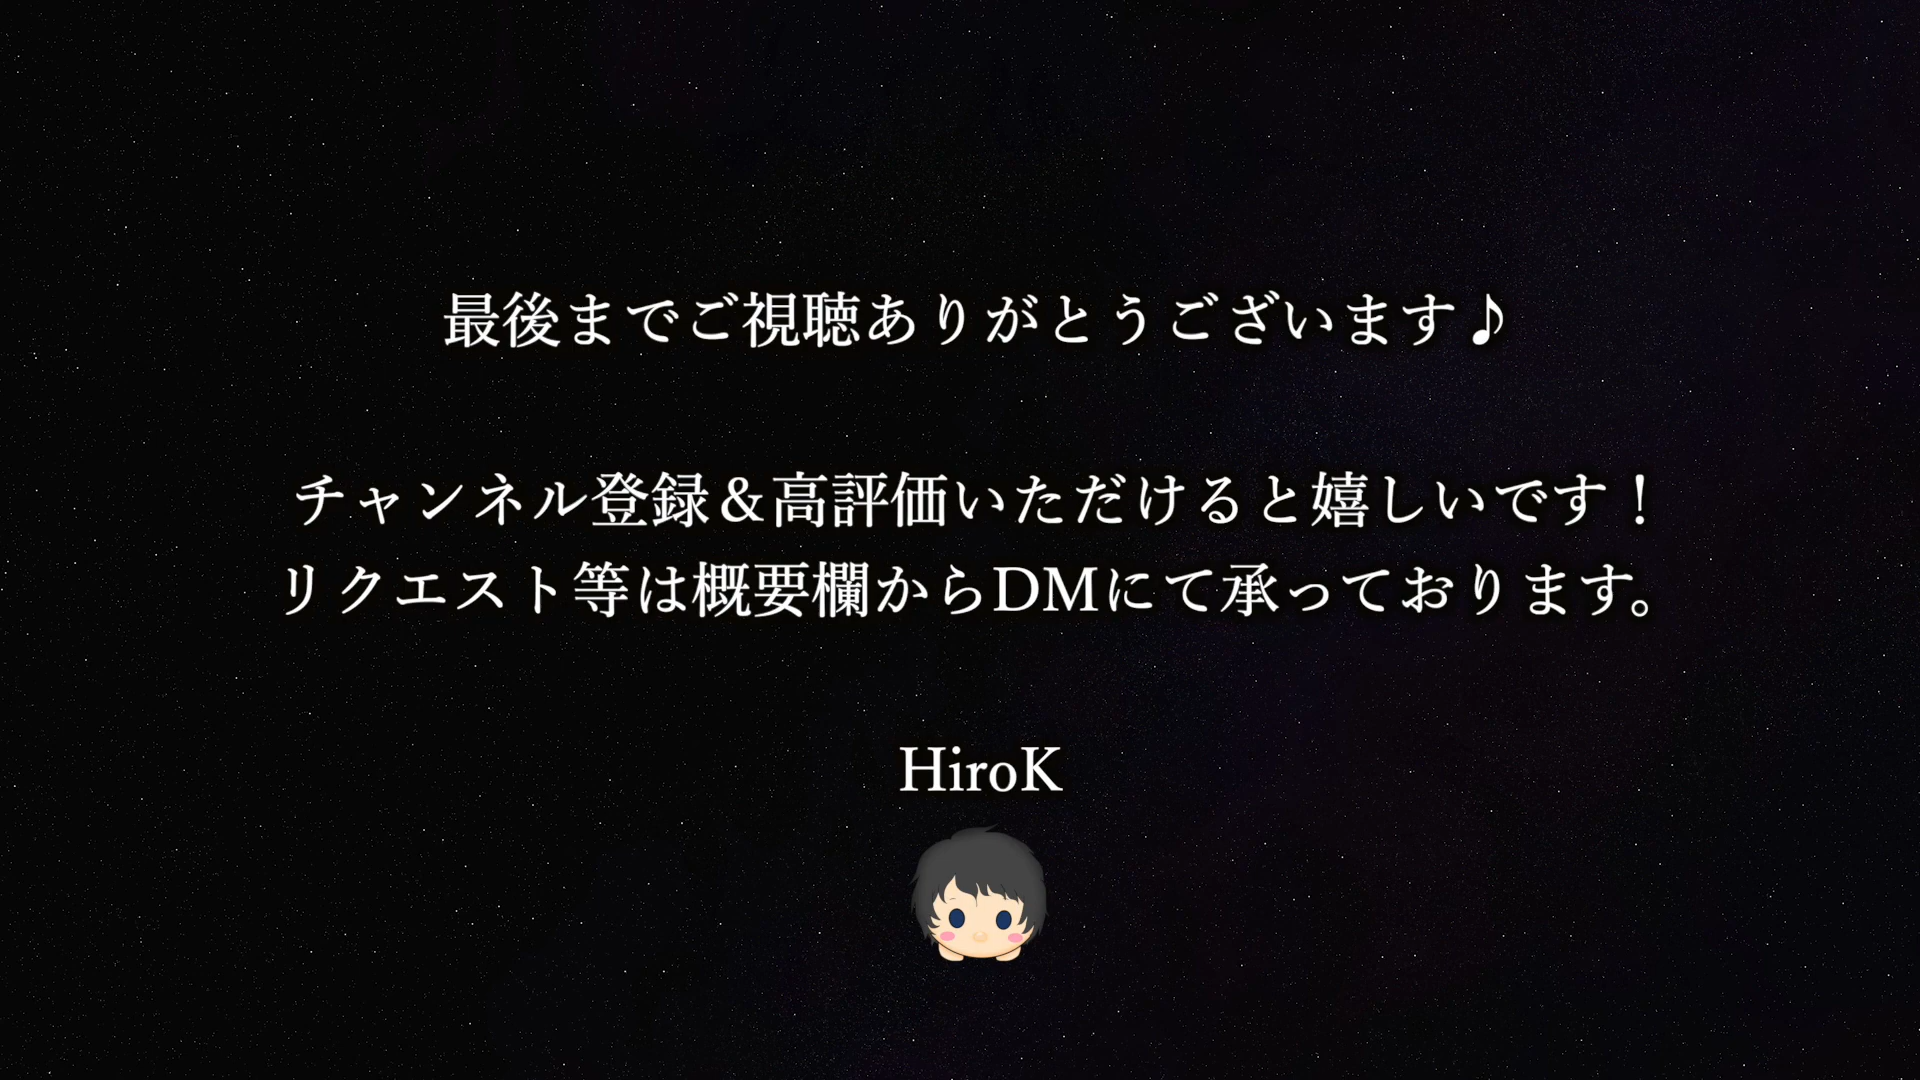 最後までご視聴ありがとうございます♪
チャンネル登録＆高評価いただけると嬉しいです！
リクエスト等は概要欄からDMにて承っております。
HiroK